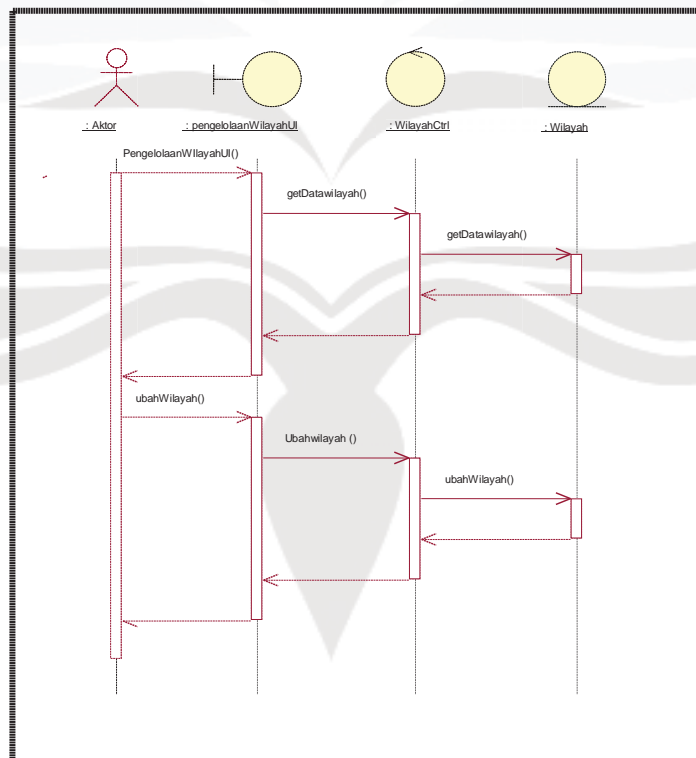 : Aktor
: pengelolaanWilayahUI
: WilayahCtrl
: Wilayah
PengelolaanWIlayahUI()
getDatawilayah()
getDatawilayah()
ubahWilayah()
Ubahwilayah ()
ubahWilayah()